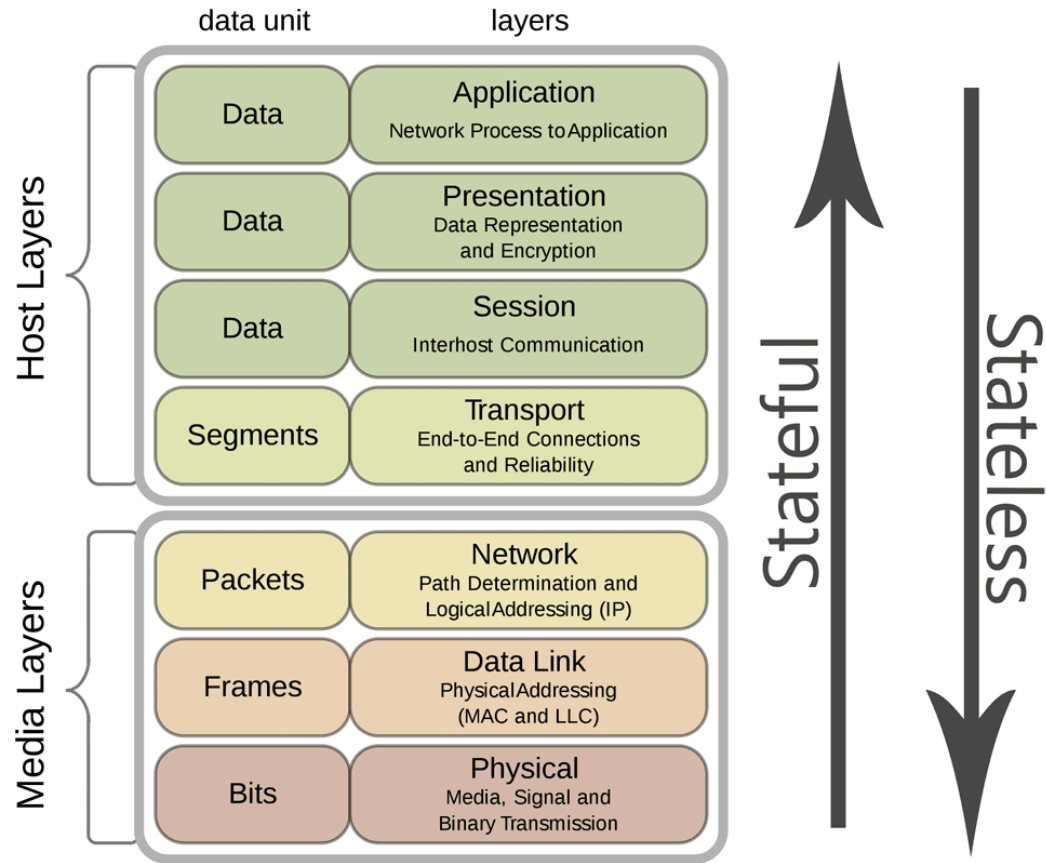 data unit
layers
Host Layers
Data
Application
Network Process to Application
Data
Presentation
Data Representation
and Encryption
Data
Session
Interhost Communication
Segments
Transport
End-to-End Connections
and Reliability
Media Layers
Packets
Network
Path Determination and
Logical Addressing (IP)
Frames
Data Link
Physical Addressing
(MAC and LLC)
Bits
Physical
Media, Signal and
Binary Transmission
Stateful
Stateless